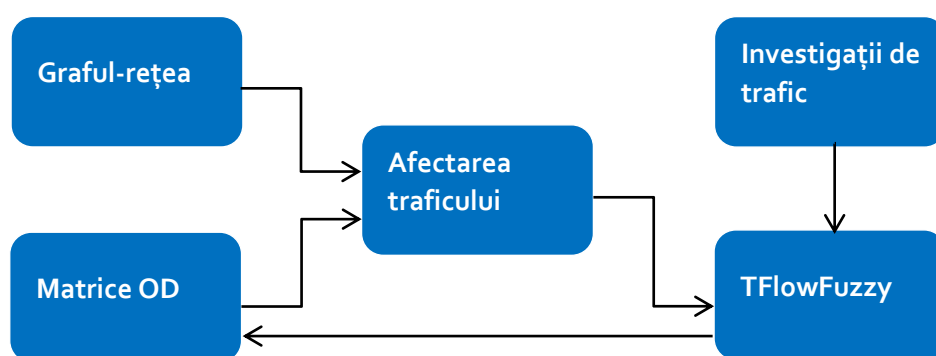 Graful-rețea
Investigații de
trafic
Afectarea
traficului
Matrice OD
TFlowFuzzy